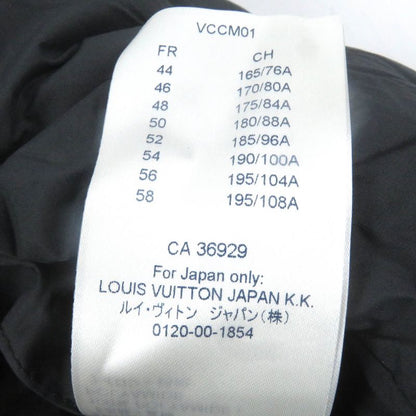 VCCM01
FR CH
44 165/76A
46 170/80A
48 175/84A
50 180/88A
52 185/96A
54 190/100A
56 195/104A
58 195/108A
CA 36929
For Japan only:
LOUIS VUITTON JAPAN K.K.
ルイ・ヴィトン ジャパン(株)
0120-00-1854